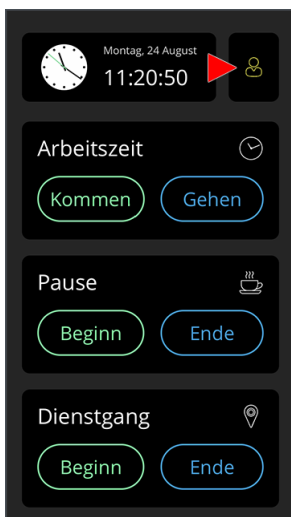 Montag, 24 August
11:20:50
Arbeitszeit
Kommen Gehen
Pause
Beginn Ende
Dienstgang
Beginn Ende